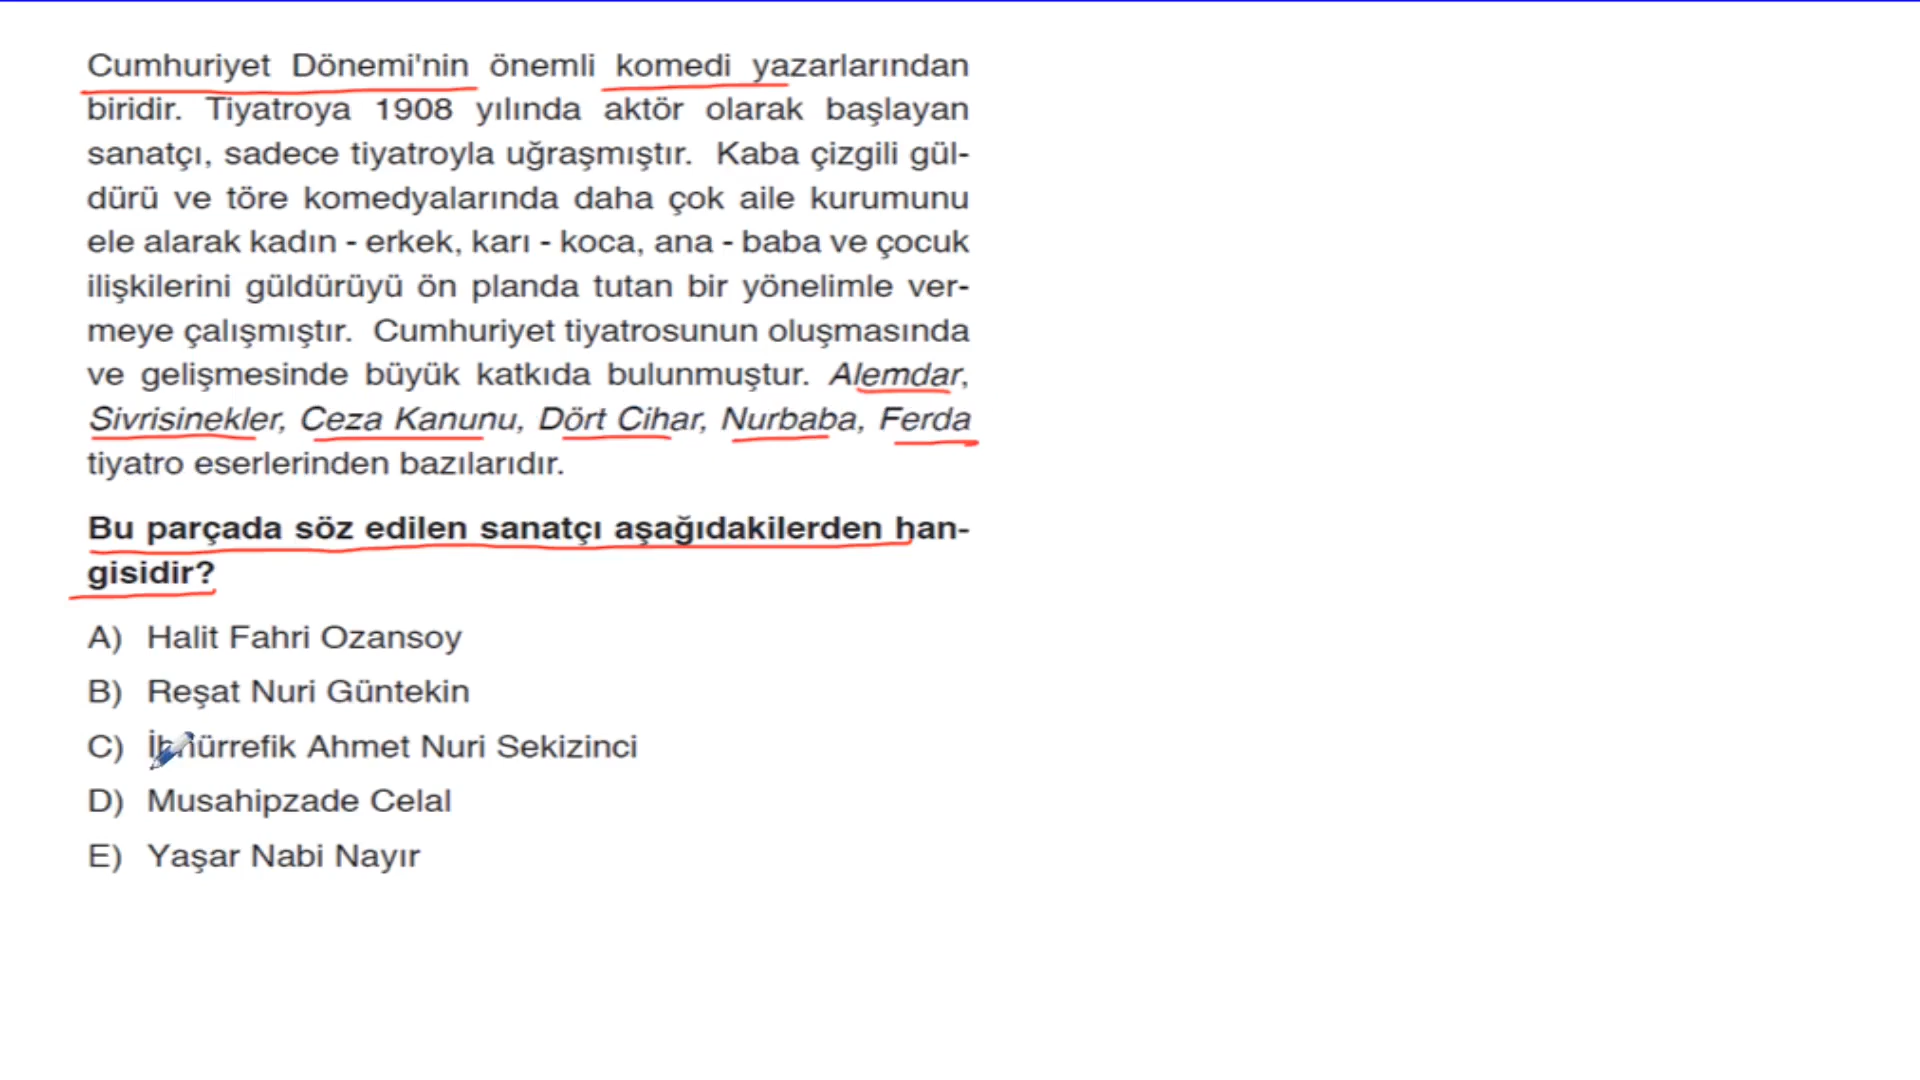 Cumhuriyet Dönemi'nin önemli komedi yazarlarından
biridir. Tiyatroya 1908 yılında aktör olarak başlayan
sanatçı, sadece tiyatroyla uğraşmıştır. Kaba çizgili gül-
dürü ve töre komedyalarında daha çok aile kurumunu
ele alarak kadın - erkek, karı - koca, ana - baba ve çocuk
ilişkilerini güldürüyü ön planda tutan bir yönelimle ver-
meye çalışmıştır. Cumhuriyet tiyatrosunun oluşmasında
ve gelişmesinde büyük katkıda bulunmuştur. Alemdar,
Sivrisinekler, Ceza Kanunu, Dört Cihar, Nurbaba, Ferda
tiyatro eserlerinden bazılarıdır.
Bu parçada söz edilen sanatçı aşağıdakilerden han-
gisidir?
A) Halit Fahri Ozansoy
B) Reşat Nuri Güntekin
C) İbnürrefik Ahmet Nuri Sekizinci
D) Musahipzade Celal
E) Yaşar Nabi Nayır